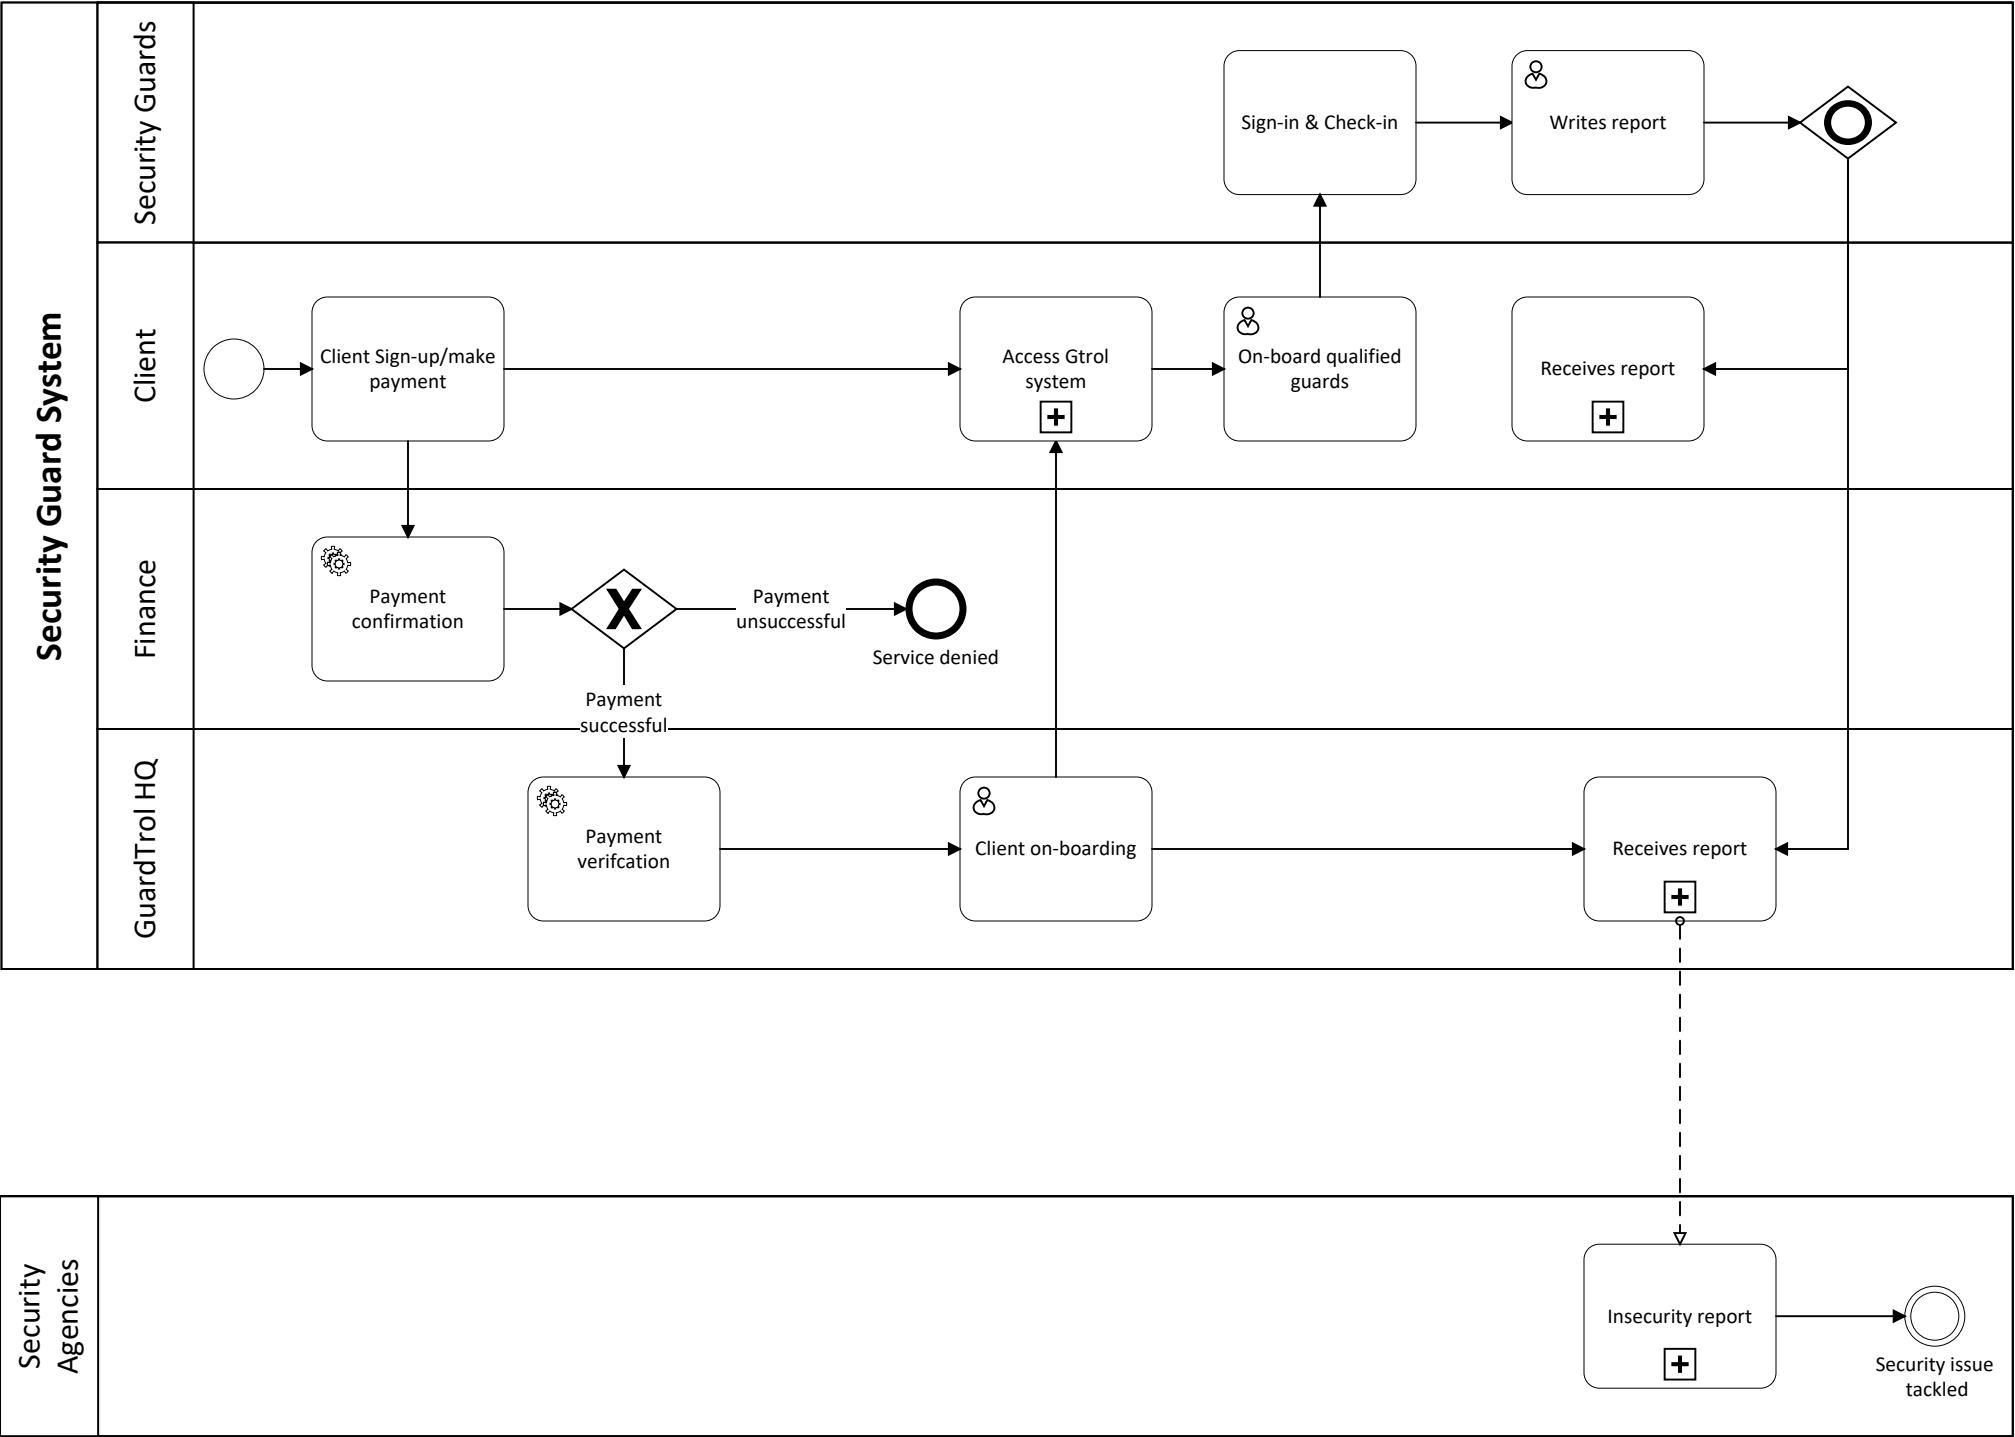 Security Guard System
Security Guards
Sign-in & Check-in
Writes report
Client
Client Sign-up/make
payment
Access Gtrol
system
On-board qualified
guards
Receives report
Finance
Payment
confirmation
Payment
unsuccessful
Service denied
Payment
successful
GuardTrol HQ
Payment
verifcation
Client on-boarding
Receives report
Security
Agencies
Insecurity report
Security issue
tackled